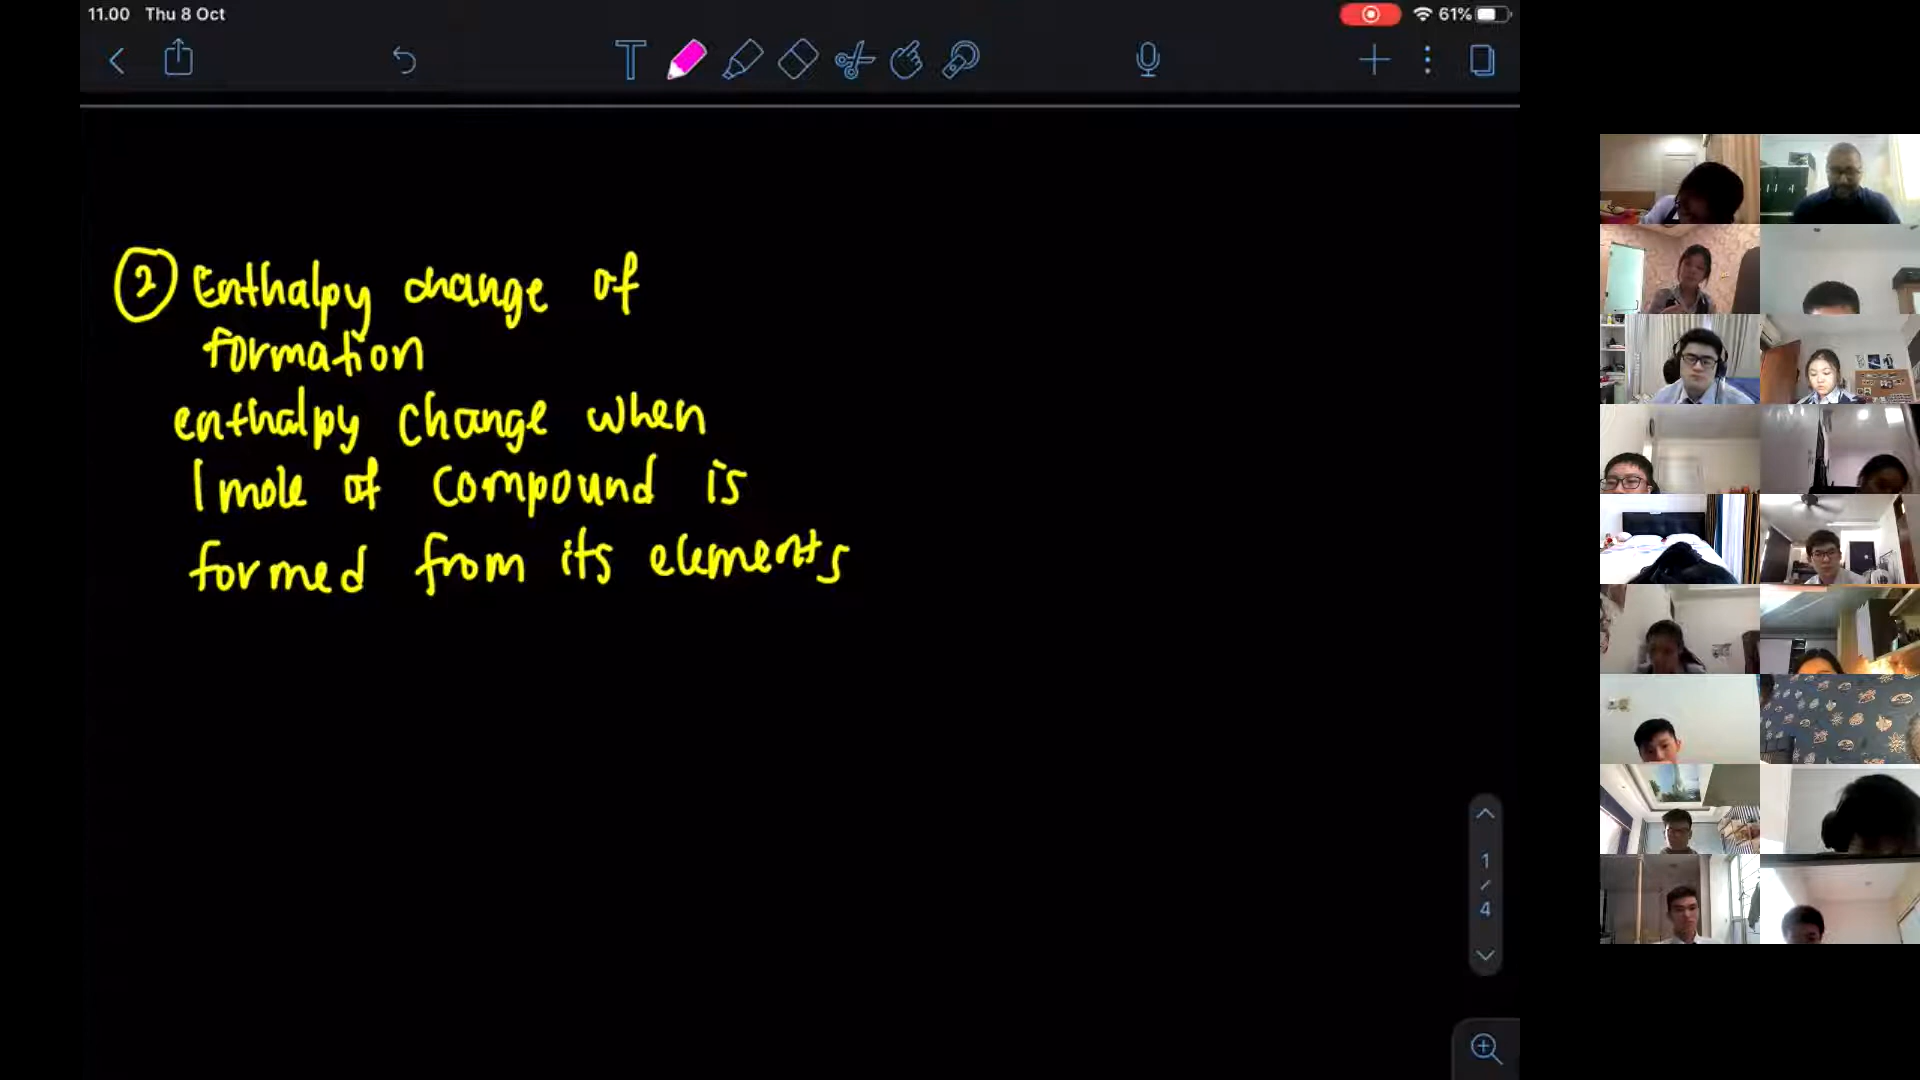 11.00 Thu 8 Oct
61%
T
② Enthalpy change of
formation
enthalpy change when
1 mole of compound is
formed from its elements
1
/
4